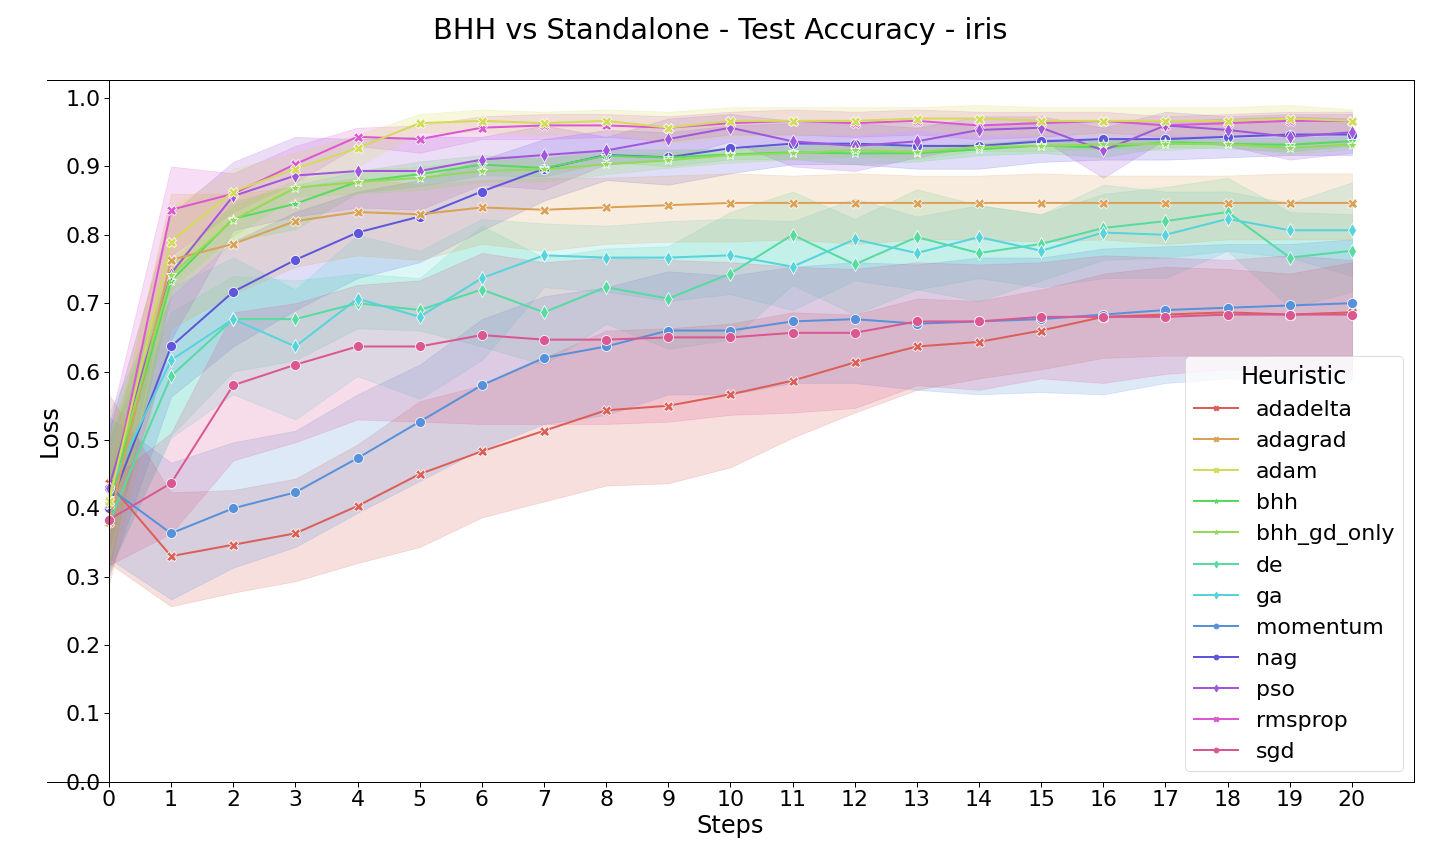 BHH vs Standalone - Test Accuracy - iris
1.0
0.9
0.8
0.7
0.6
0.5
0.4
0.3
0.2
0.1
0.0
Loss
0 1 2 3 4 5 6 7 8 9 10 11 12 13 14 15 16 17 18 19 20
Steps
Heuristic
adadelta
adagrad
adam
bhh
bhh_gd_only
de
ga
momentum
nag
pso
rmsprop
sgd